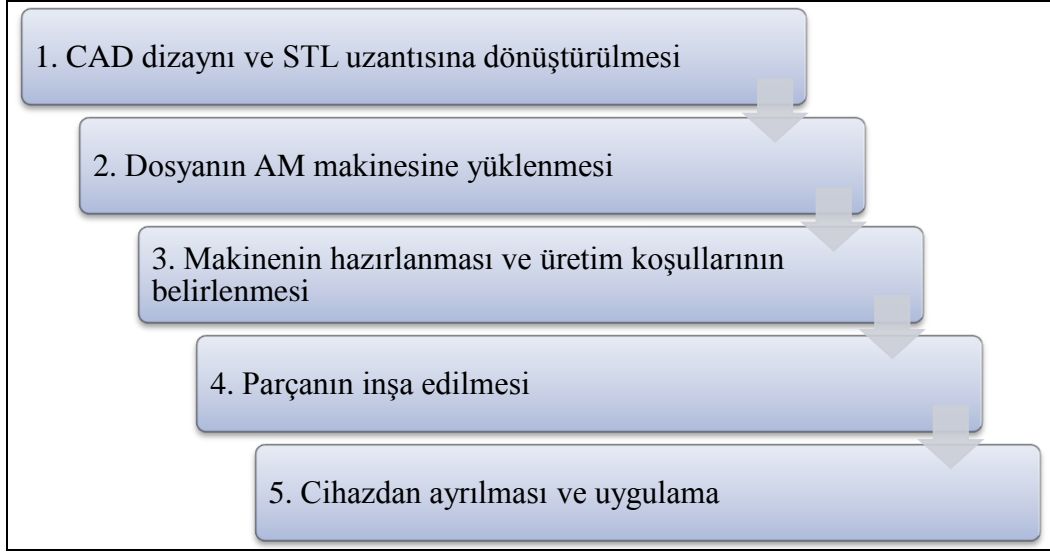 1. CAD dizaynı ve STL uzantısına dönüştürülmesi
2. Dosyanın AM makinesine yüklenmesi
3. Makinenin hazırlanması ve üretim koşullarının
belirlenmesi
4. Parçanın inşa edilmesi
5. Cihazdan ayrılması ve uygulama